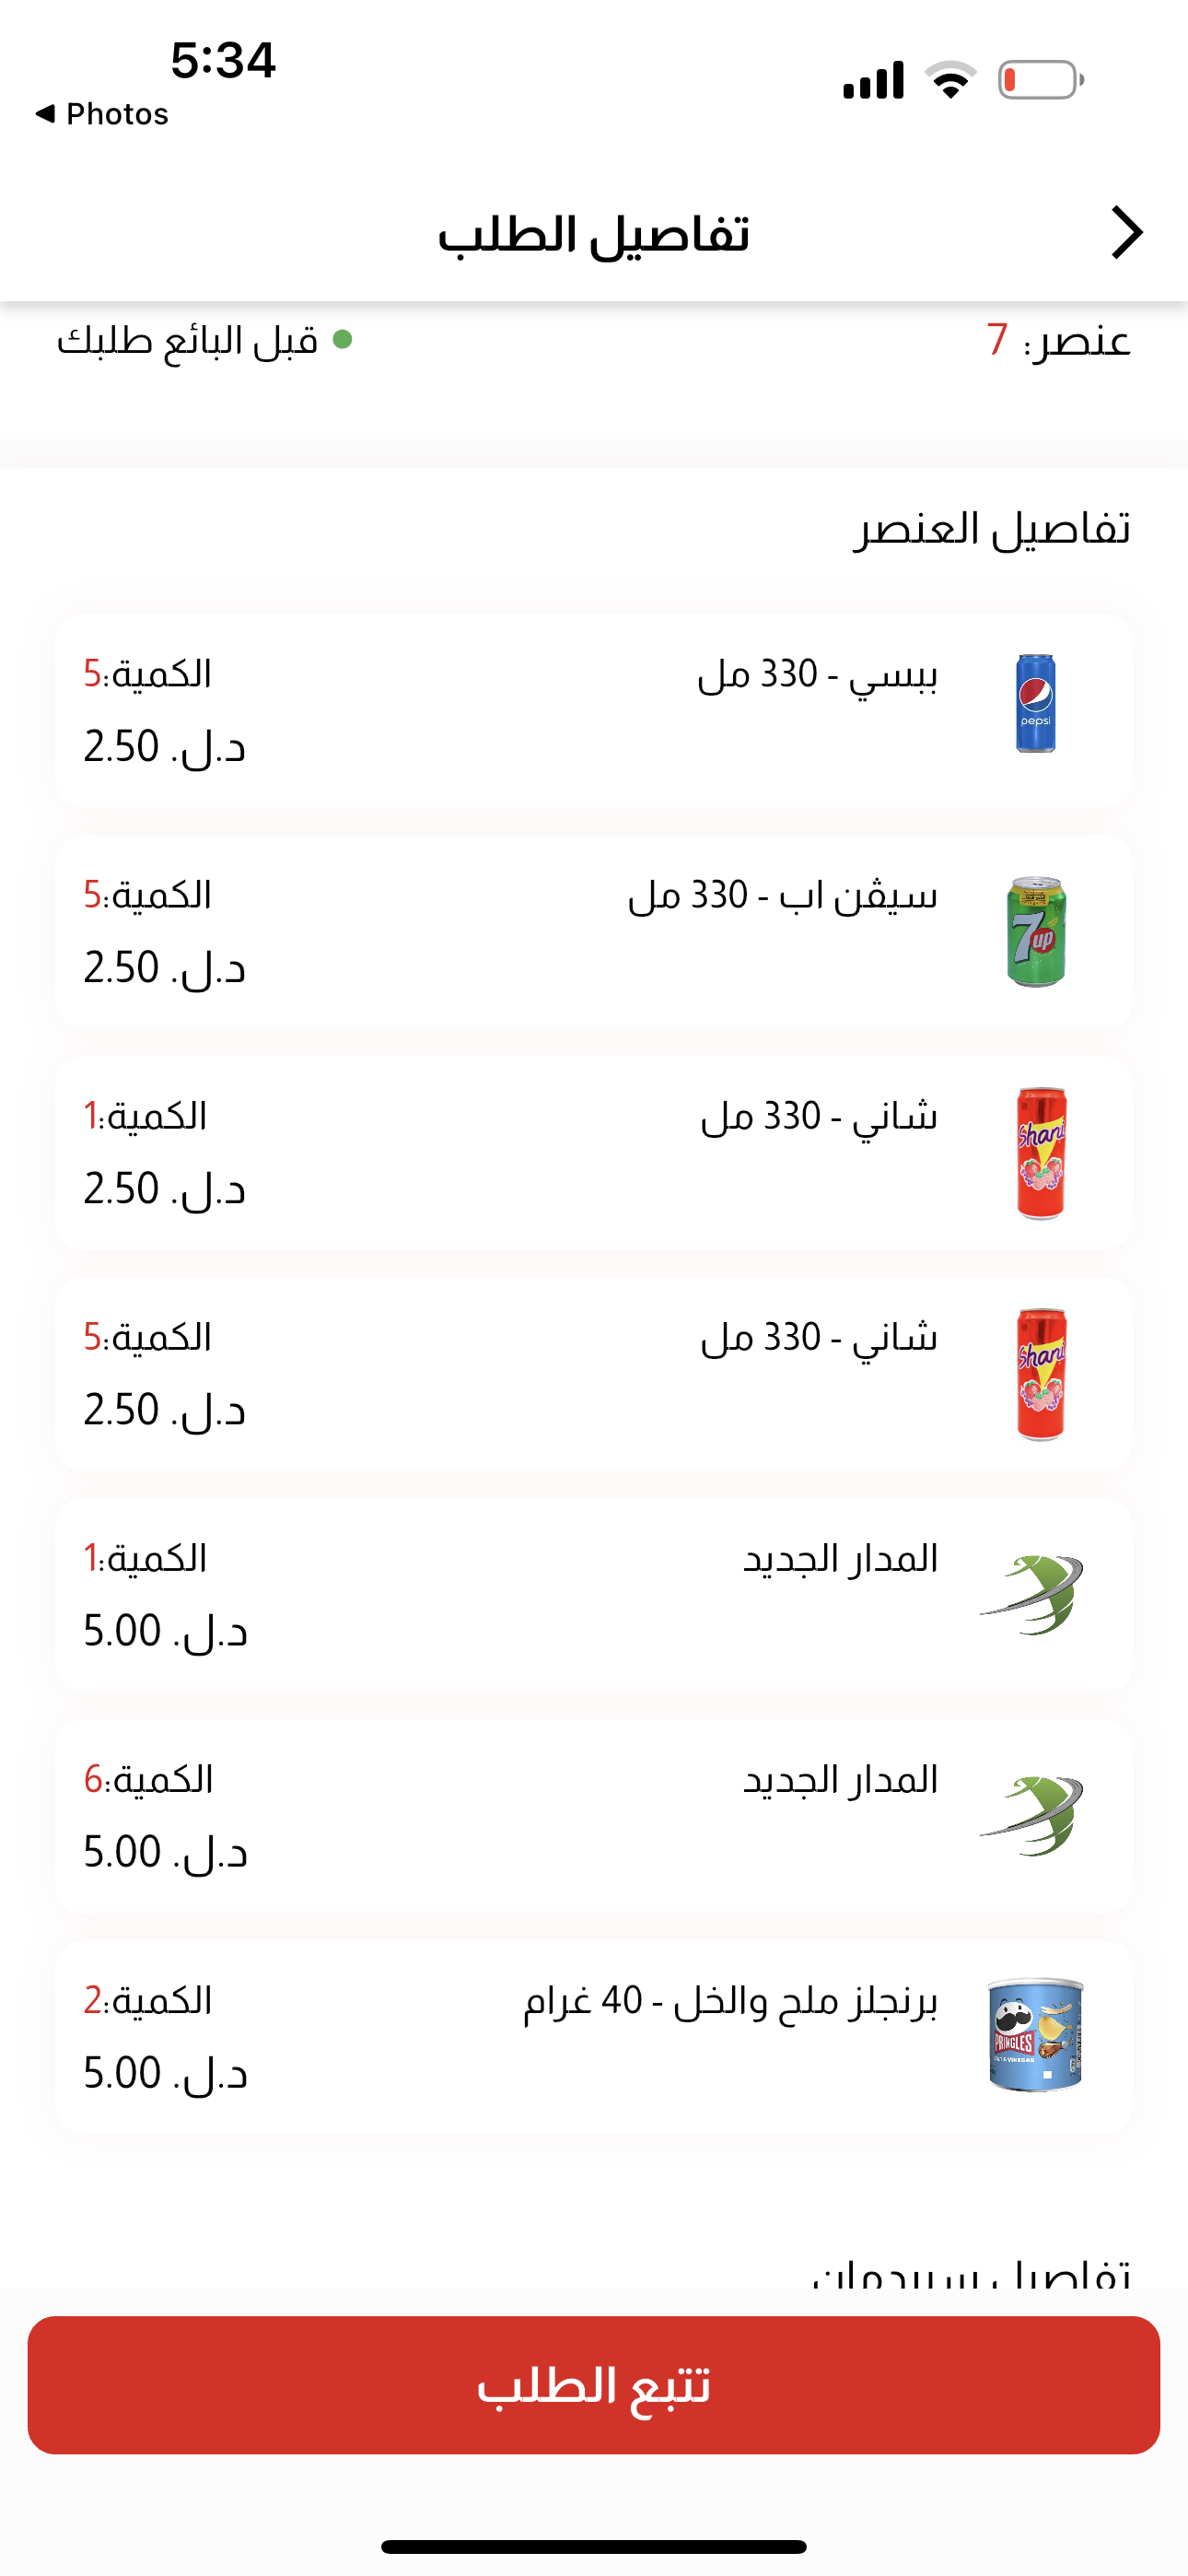 5:34
◀ Photos
تفاصيل الطلب
عنصر: 7
قبل البائع طلبك
تفاصيل العنصر
pepsi
ببسي - 330 مل
الكمية:5
د.ل. 2.50
7up
سيڤن اب - 330 مل
الكمية:5
د.ل. 2.50
Shani
شاني - 330 مل
الكمية:1
د.ل. 2.50
Shani
شاني - 330 مل
الكمية:5
د.ل. 2.50
المدار الجديد
الكمية:1
د.ل. 5.00
المدار الجديد
الكمية:6
د.ل. 5.00
PRINGLES
برنجلز ملح والخل - 40 غرام
الكمية:2
د.ل. 5.00
تفاصيل سبيدمان
تتبع الطلب